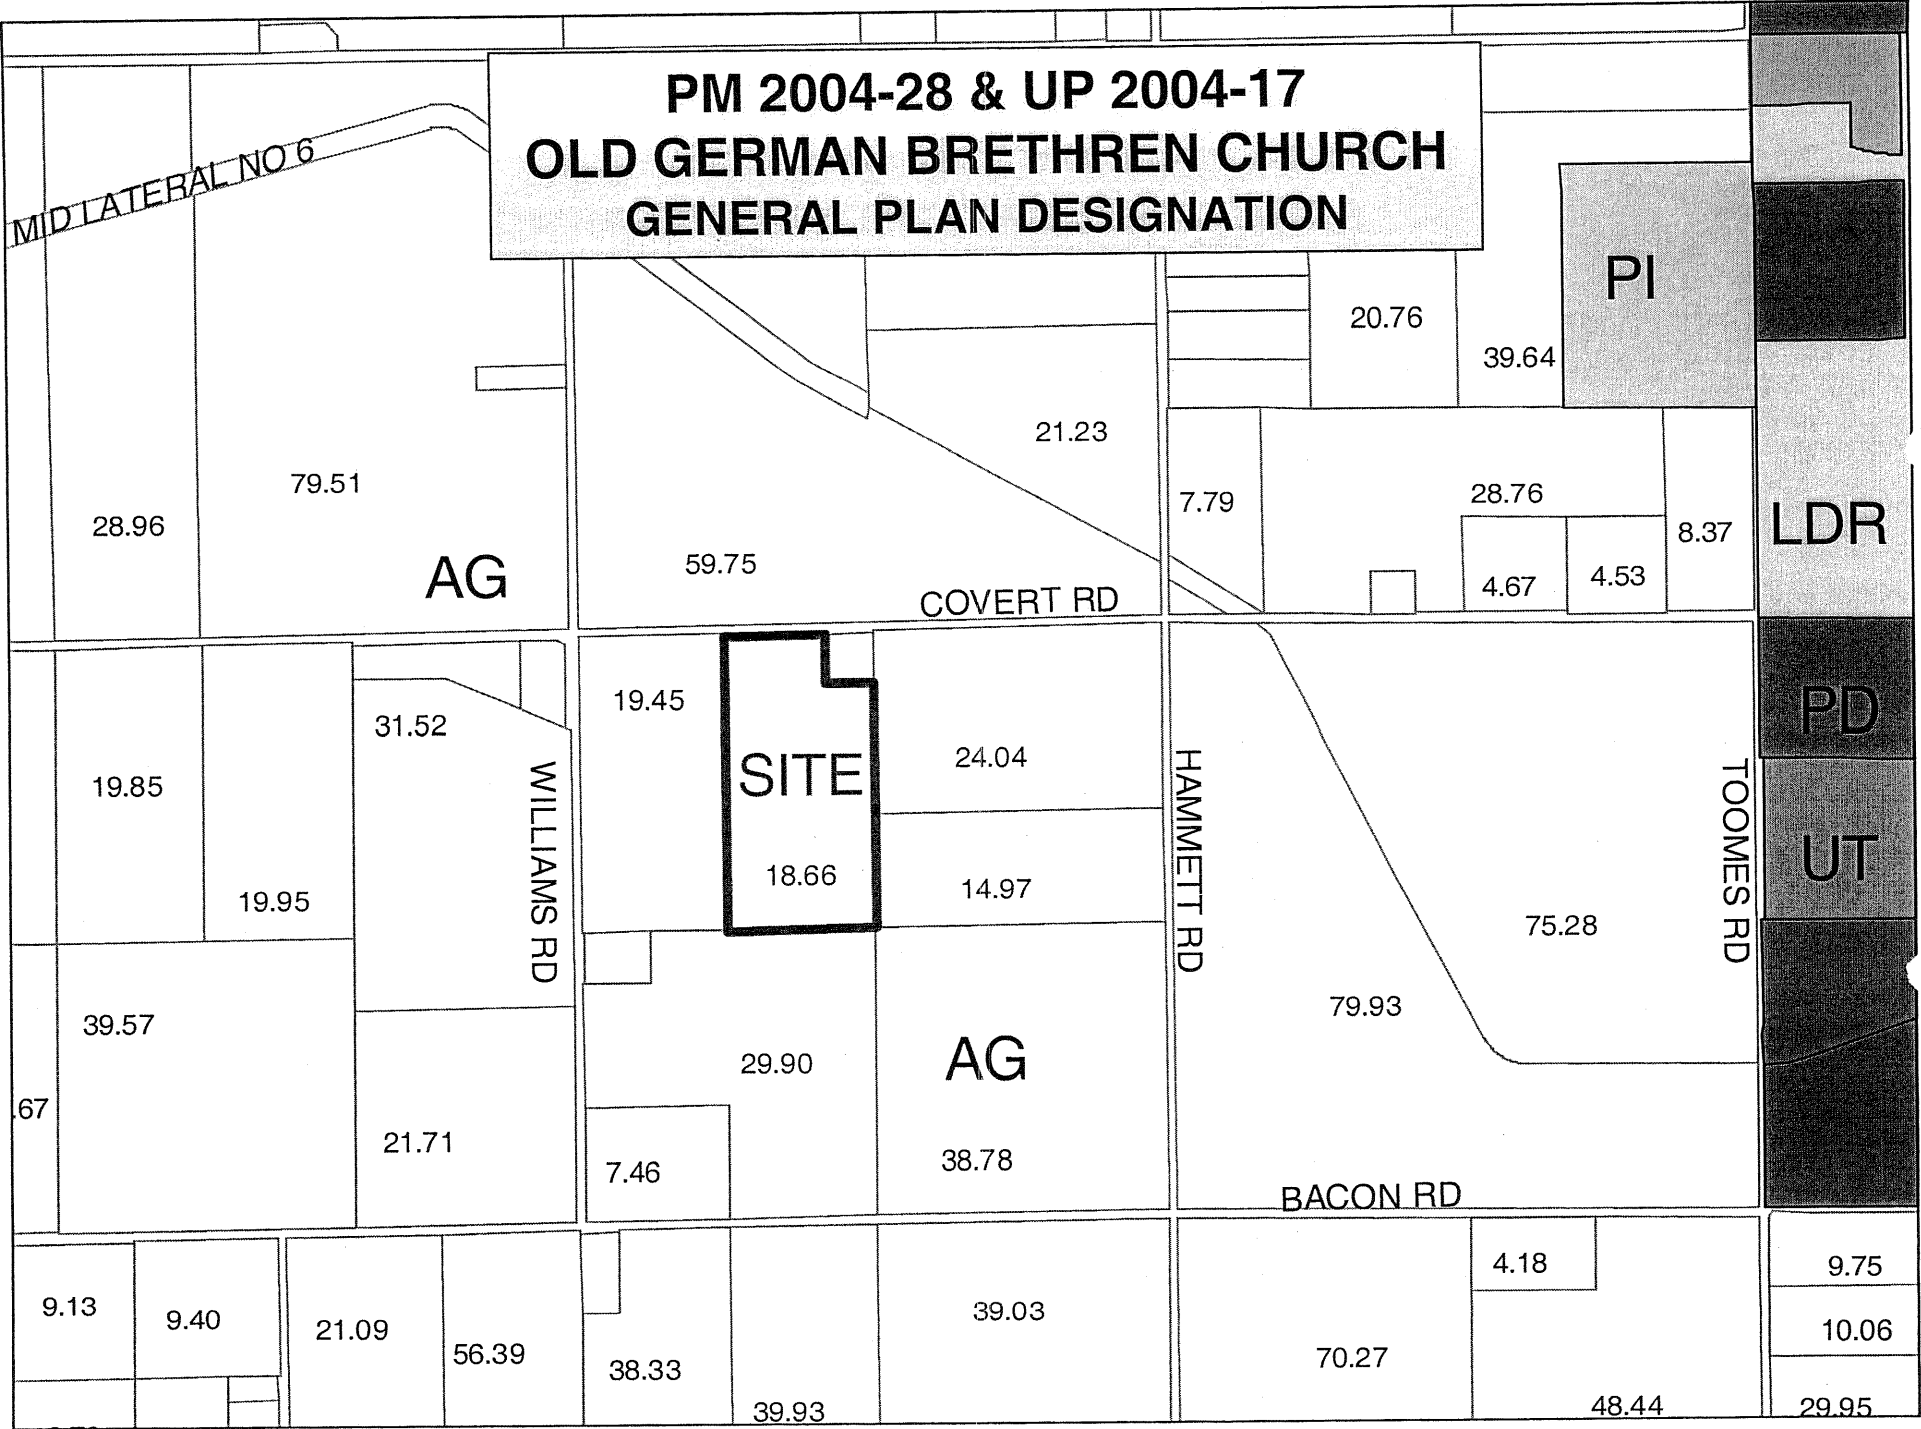 PM 2004-28 & UP 2004-17
OLD GERMAN BRETHREN CHURCH
GENERAL PLAN DESIGNATION
MID LATERAL NO 6
PI
20.76
39.64
21.23
79.51
28.96
7.79
28.76
LDR
8.37
AG
59.75
4.67
4.53
COVERT RD
19.45
31.52
PD
SITE
24.04
19.85
WILLIAMS RD
HAMMETT RD
TOOMES RD
UT
18.66
14.97
19.95
75.28
79.93
39.57
29.90
AG
.67
21.71
7.46
38.78
BACON RD
4.18
9.75
9.13
9.40
21.09
39.03
10.06
56.39
38.33
70.27
39.93
48.44
29.95